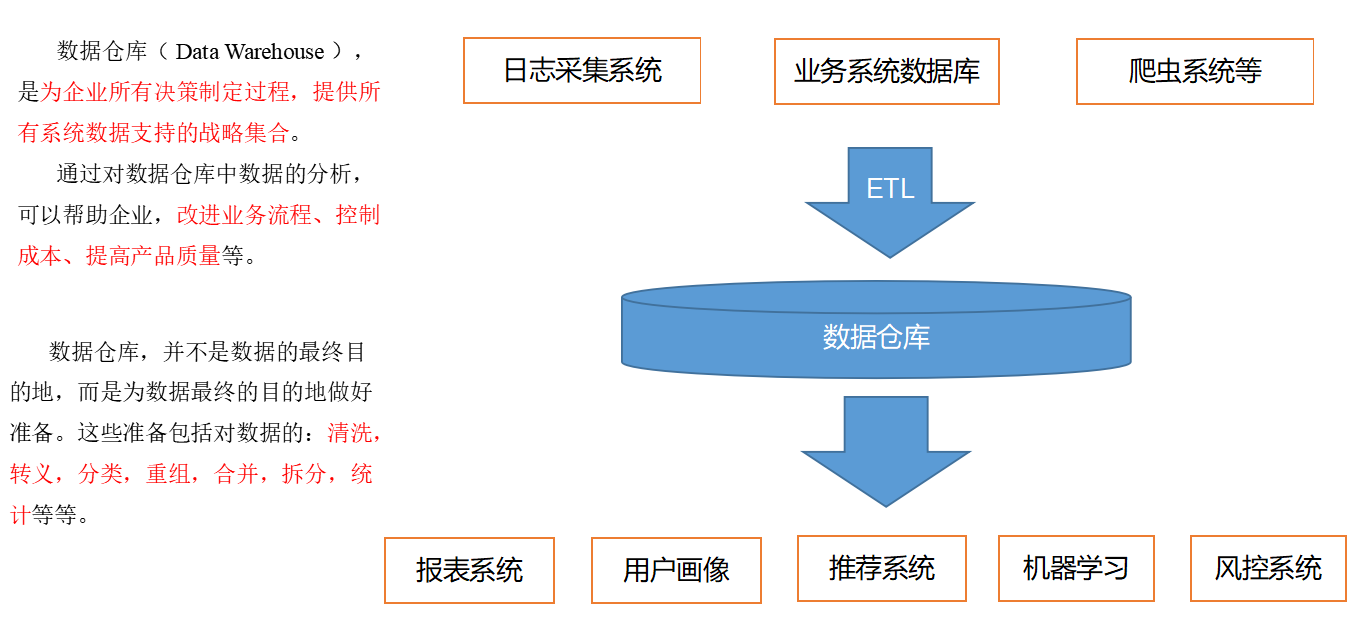 数据仓库（ Data Warehouse ），
是为企业所有决策制定过程，提供所
有系统数据支持的战略集合。
通过对数据仓库中数据的分析，
可以帮助企业，改进业务流程、控制
成本、提高产品质量等。
数据仓库，并不是数据的最终目
的地，而是为数据最终的目的地做好
准备。这些准备包括对数据的：清洗，
转义，分类，重组，合并，拆分，统
计等等。
日志采集系统
业务系统数据库
爬虫系统等
ETL
数据仓库
报表系统
用户画像
推荐系统
机器学习
风控系统